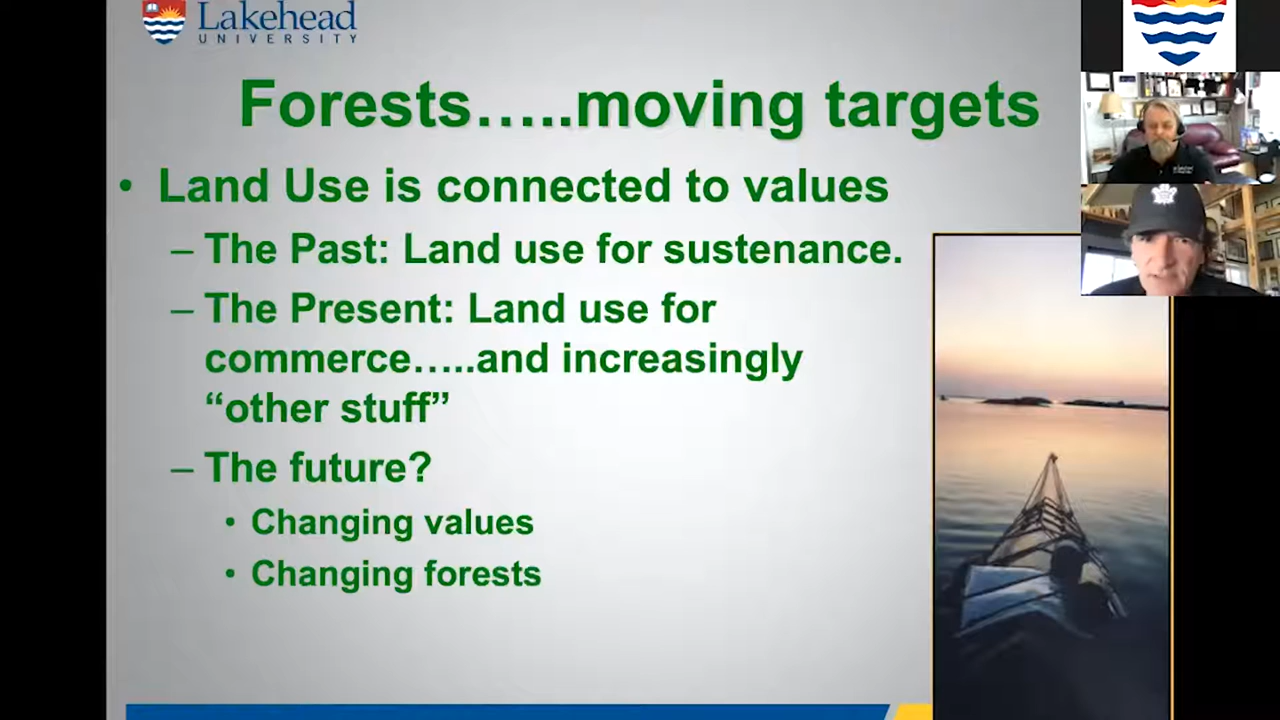 Lakehead
UNIVERSITY
Forests…..moving targets
• Land Use is connected to values
– The Past: Land use for sustenance.
– The Present: Land use for
commerce…..and increasingly
“other stuff”
– The future?
• Changing values
• Changing forests